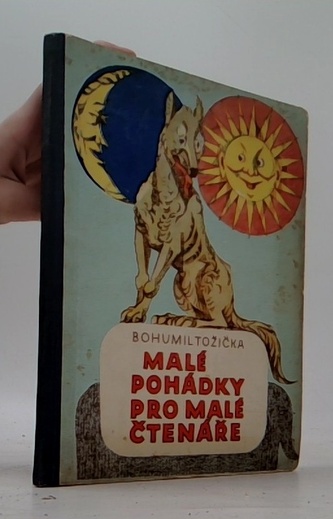 BOHUMIL TOŽIČKA
MALÉ
POHÁDKY
PRO MALÉ
ČTENÁŘE